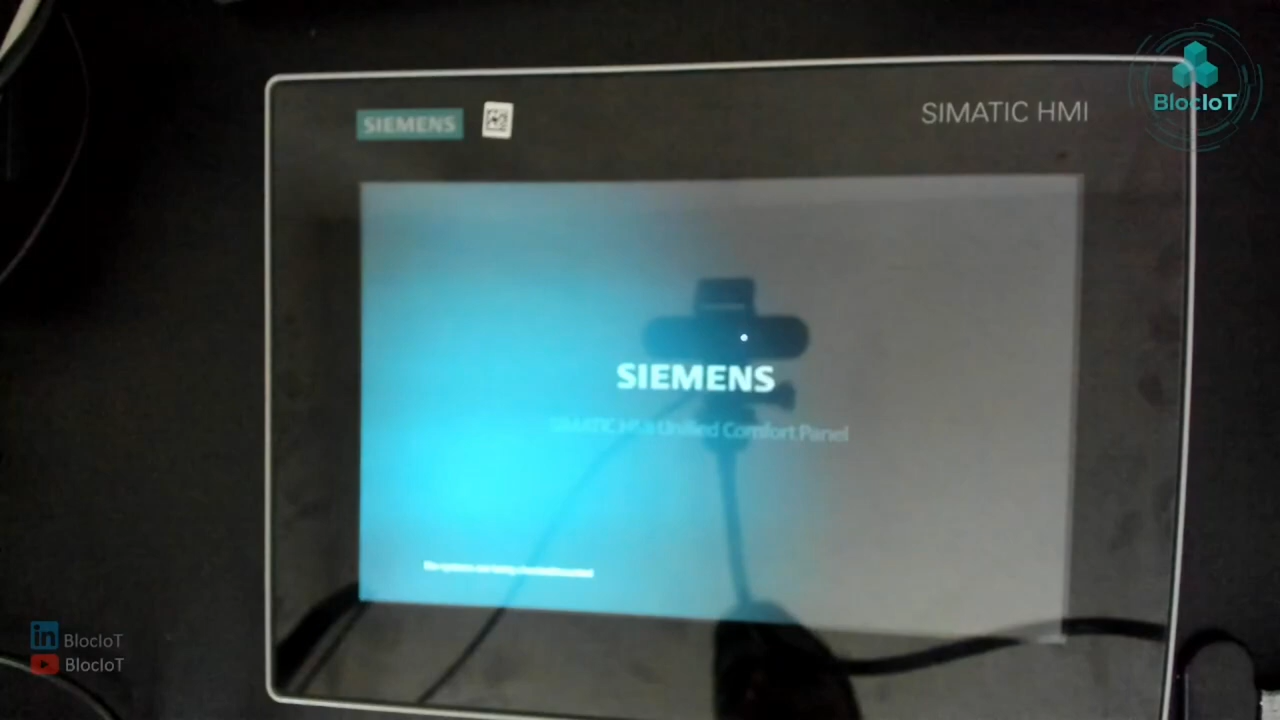 SIEMENS
SIMATIC HMI
BlocIoT
SIEMENS
SIMATIC HMI Unified Comfort Panel
BlocIoT
BlocIoT